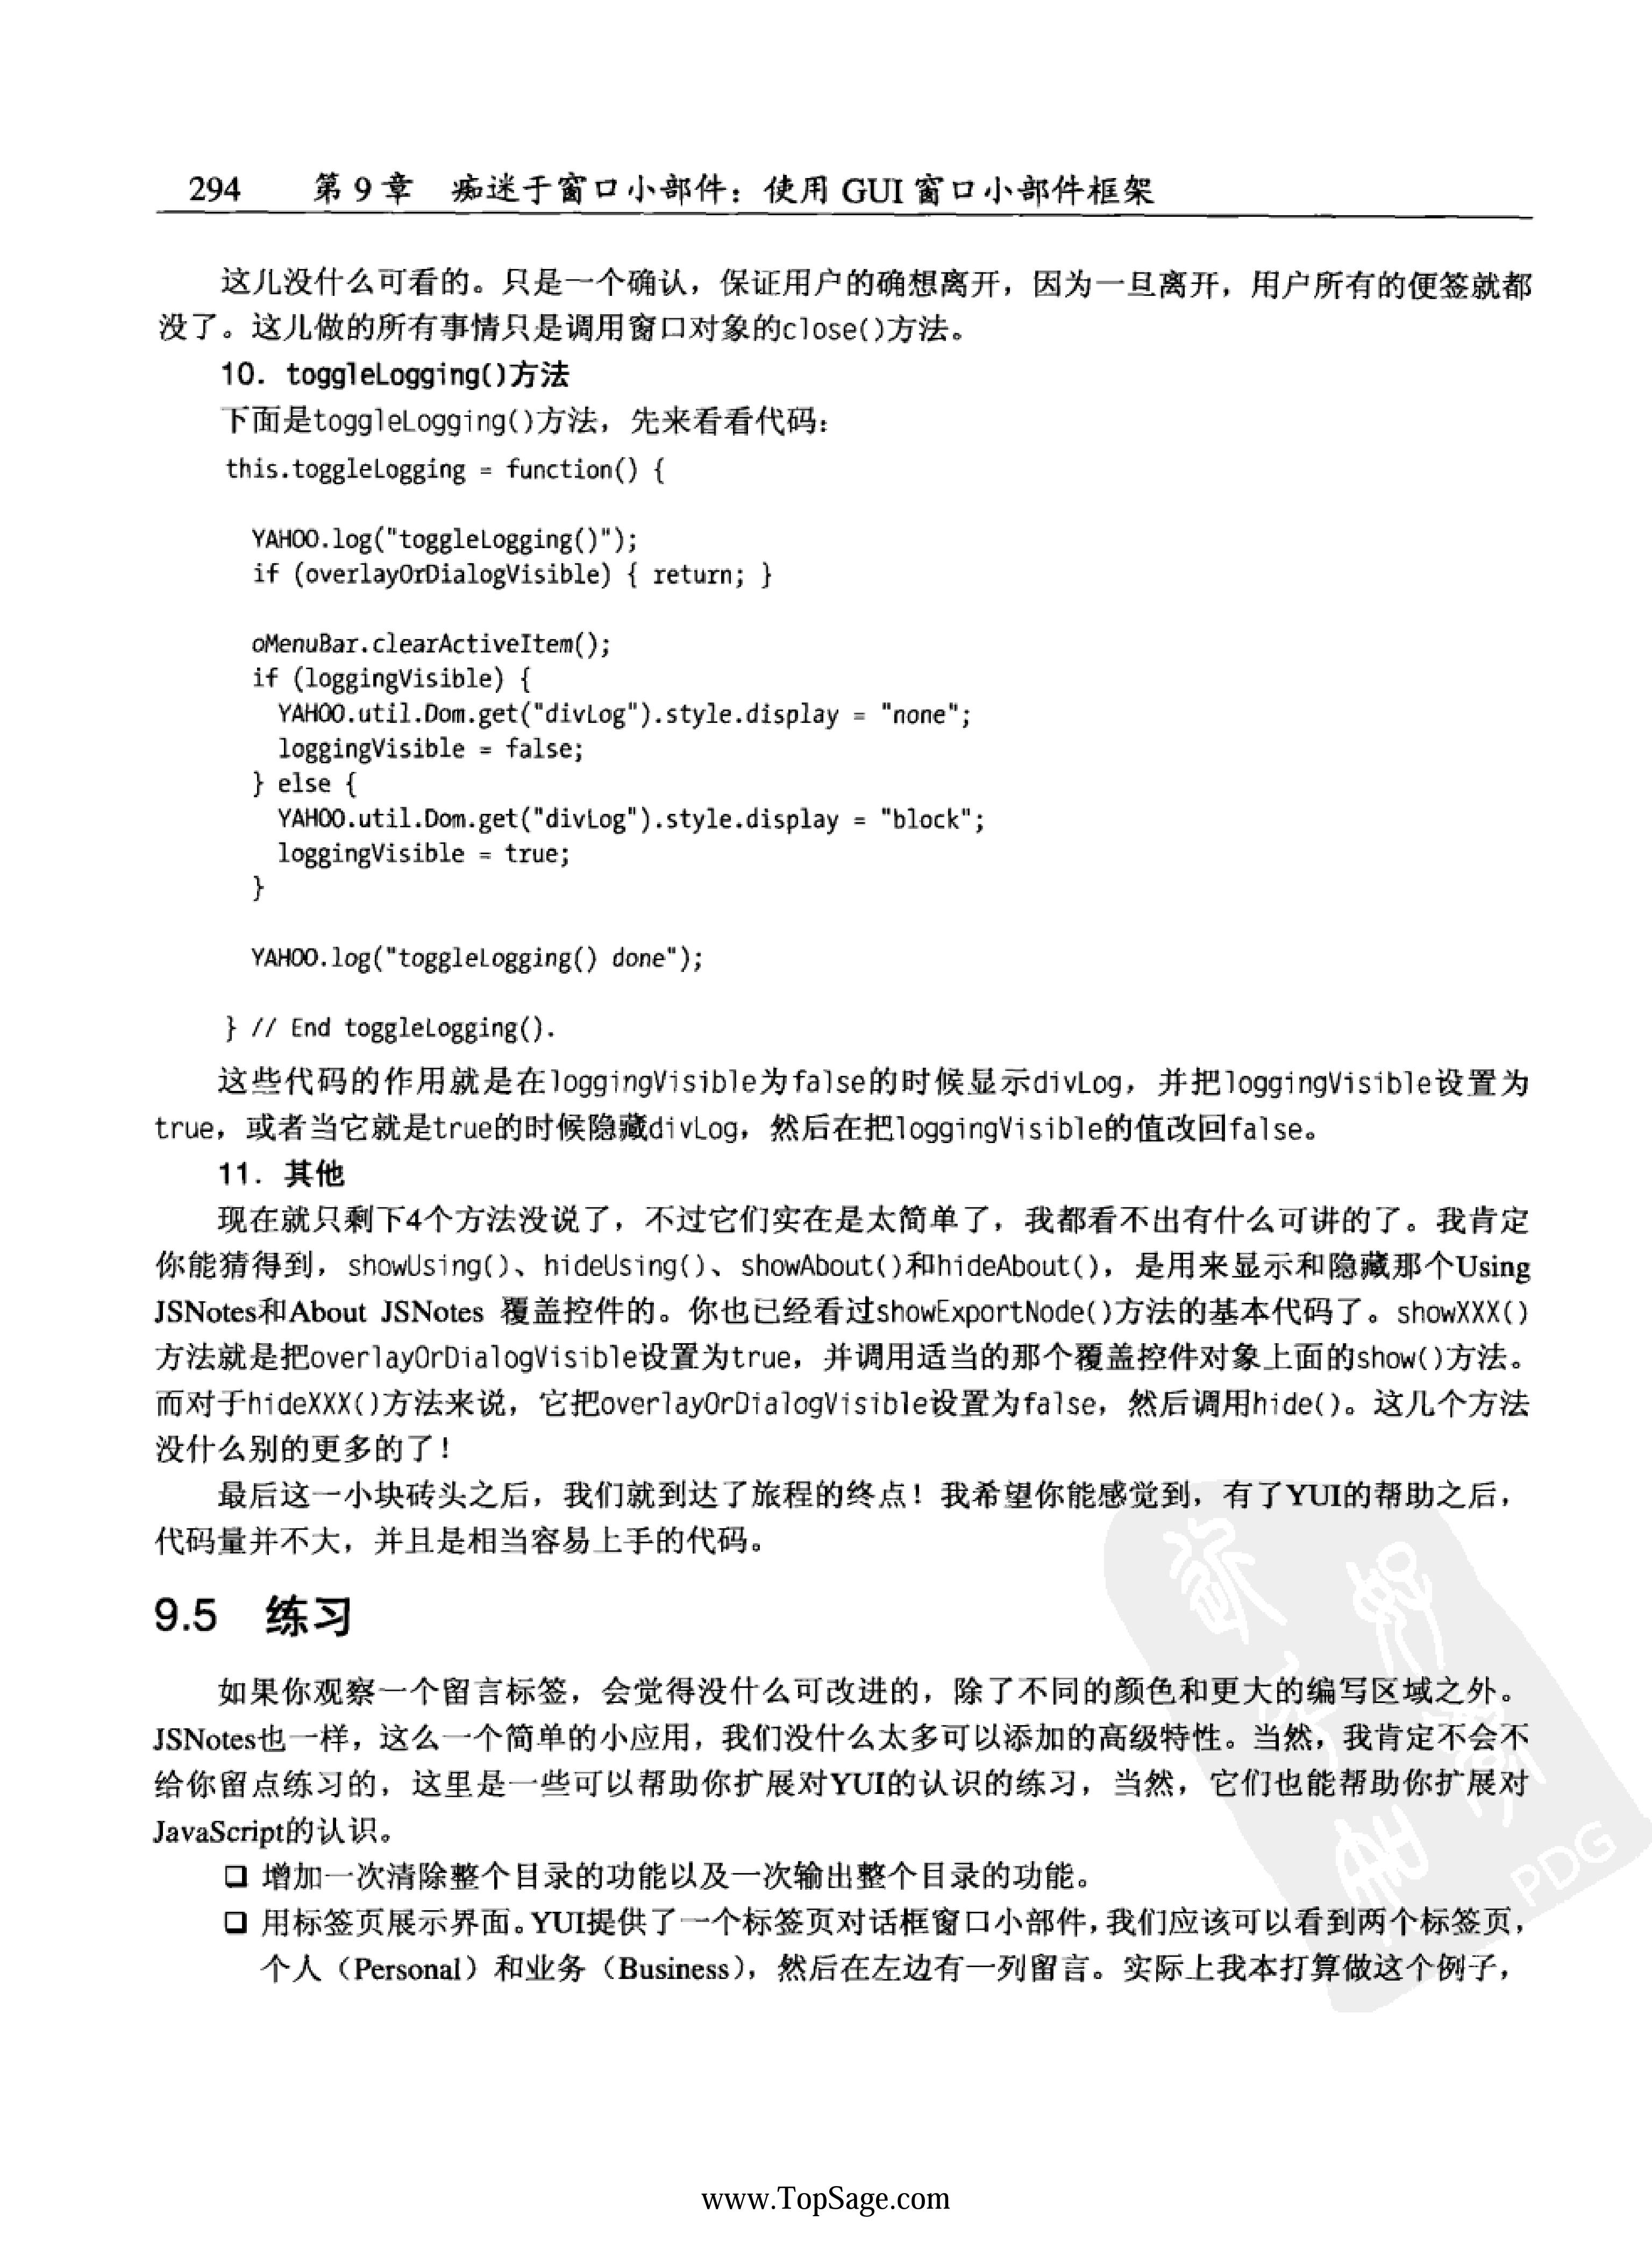 294 第9章 痴迷于窗口小部件：使用 GUI 窗口小部件框架
这儿没什么可看的。只是一个确认，保证用户的确想离开，因为一旦离开，用户所有的便签就都
没了。这儿做的所有事情只是调用窗口对象的close()方法。
10. toggleLogging()方法
下面是toggleLogging()方法，先来看看代码：
this.toggleLogging = function() {
YAHOO.log("toggleLogging()");
if (overlayOrDialogVisible) { return; }
oMenuBar.clearActiveItem();
if (loggingVisible) {
YAHOO.util.Dom.get("divLog").style.display = "none";
loggingVisible = false;
} else {
YAHOO.util.Dom.get("divLog").style.display = "block";
loggingVisible = true;
}
YAHOO.log("toggleLogging() done");
} // End toggleLogging().
这些代码的作用就是在loggingVisible为false的时候显示divLog，并把loggingVisible设置为
true，或者当它就是true的时候隐藏divLog，然后在把loggingVisible的值改回false。
11. 其他
现在就只剩下4个方法没说了，不过它们实在是太简单了，我都看不出有什么可讲的了。我肯定
你能猜得到，showUsing()、hideUsing()、showAbout()和hideAbout()，是用来显示和隐藏那个Using
JSNotes和About JSNotes 覆盖控件的。你也已经看过showExportNode()方法的基本代码了。showXXX()
方法就是把overlayOrDialogVisible设置为true，并调用适当的那个覆盖控件对象上面的show()方法。
而对于hideXXX()方法来说，它把overlayOrDialogVisible设置为false，然后调用hide()。这几个方法
没什么别的更多的了！
最后这一小块砖头之后，我们就到达了旅程的终点！我希望你能感觉到，有了YUI的帮助之后，
代码量并不大，并且是相当容易上手的代码。
9.5 练习
如果你观察一个留言标签，会觉得没什么可改进的，除了不同的颜色和更大的编写区域之外。
JSNotes也一样，这么一个简单的小应用，我们没什么太多可以添加的高级特性。当然，我肯定不会不
给你留点练习的，这里是一些可以帮助你扩展对YUI的认识的练习，当然，它们也能帮助你扩展对
JavaScript的认识。
❑ 增加一次清除整个目录的功能以及一次输出整个目录的功能。
❑ 用标签页展示界面。YUI提供了一个标签页对话框窗口小部件，我们应该可以看到两个标签页，
个人（Personal）和业务（Business），然后在左边有一列留言。实际上我本打算做这个例子，
PDG
www.TopSage.com